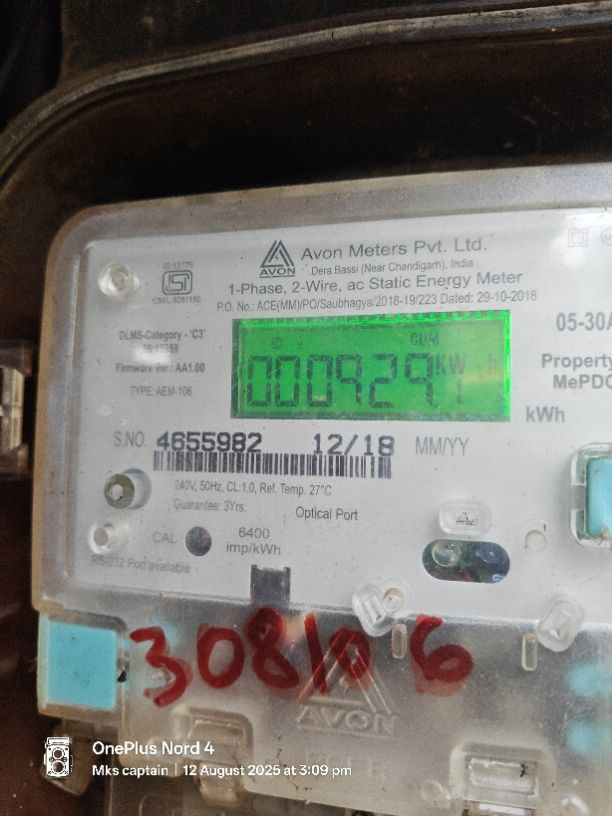 IS:13779
CM/L 9291180
AVON
Avon Meters Pvt. Ltd.
Dera Bassi (Near Chandigarh), India
1-Phase, 2-Wire, ac Static Energy Meter
P.O. No.: ACE(MM)/PO/Saubhagya/2018-19/223 Dated: 29-10-2018
DLMS-Category - 'C3'
Firmware Ver.: AA1.00
TYPE: AEM-106
CUM
000929 KW h
05-30A
Property
MePDC
kWh
S.NO. 4655982 12/18 MM/YY
240V, 50Hz, CL:1.0, Ref. Temp. 27°C
Guarantee: 3Yrs.
Optical Port
CAL
6400
imp/kWh
RS-232 Port available
308106
AVON
OnePlus Nord 4
Mks captain | 12 August 2025 at 3:09 pm